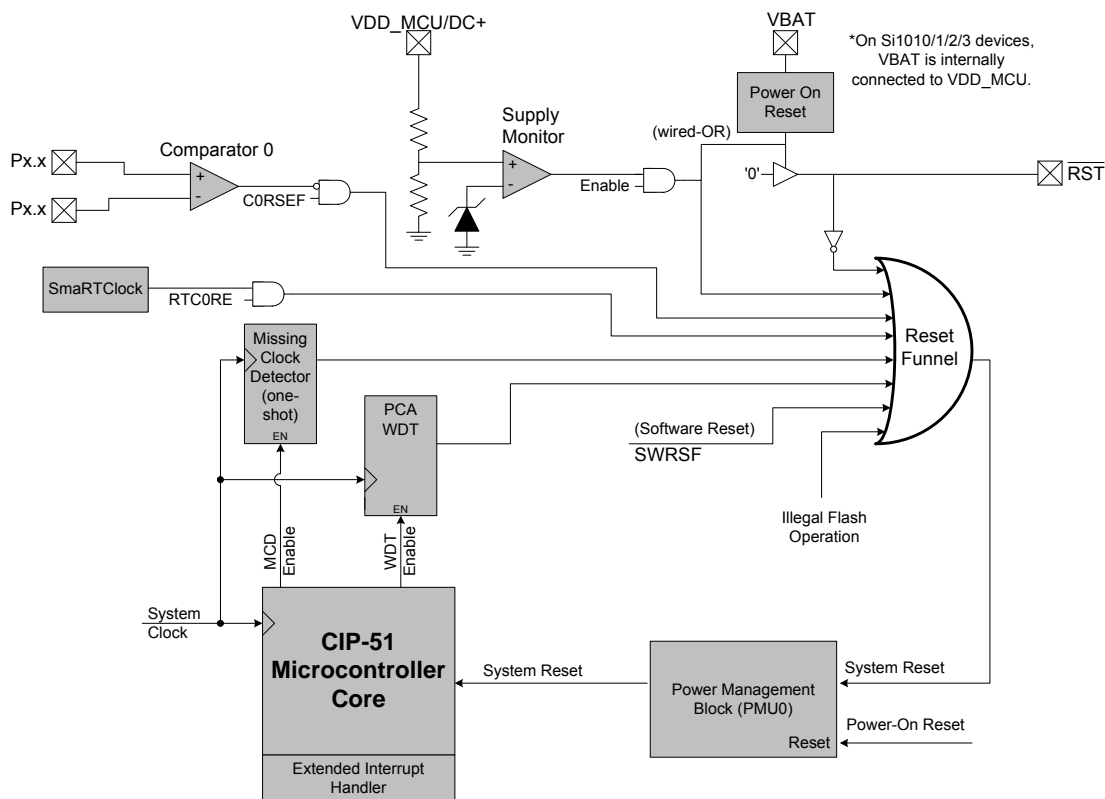 VDD_MCU/DC+
VBAT
*On Si1010/1/2/3 devices,
VBAT is internally
connected to VDD_MCU.
Power On
Reset
Supply
Monitor
(wired-OR)
Comparator 0
Px.x
+
-
Px.x
C0RSEF
+
-
Enable
'0'
RST
SmaRTClock
RTC0RE
Missing
Clock
Detector
(one-
shot)
EN
Reset
Funnel
PCA
WDT
EN
(Software Reset)
SWRSF
Illegal Flash
Operation
MCD
Enable
WDT
Enable
System
Clock
CIP-51
Microcontroller
Core
Extended Interrupt
Handler
System Reset
Power Management
Block (PMU0)
Reset
System Reset
Power-On Reset